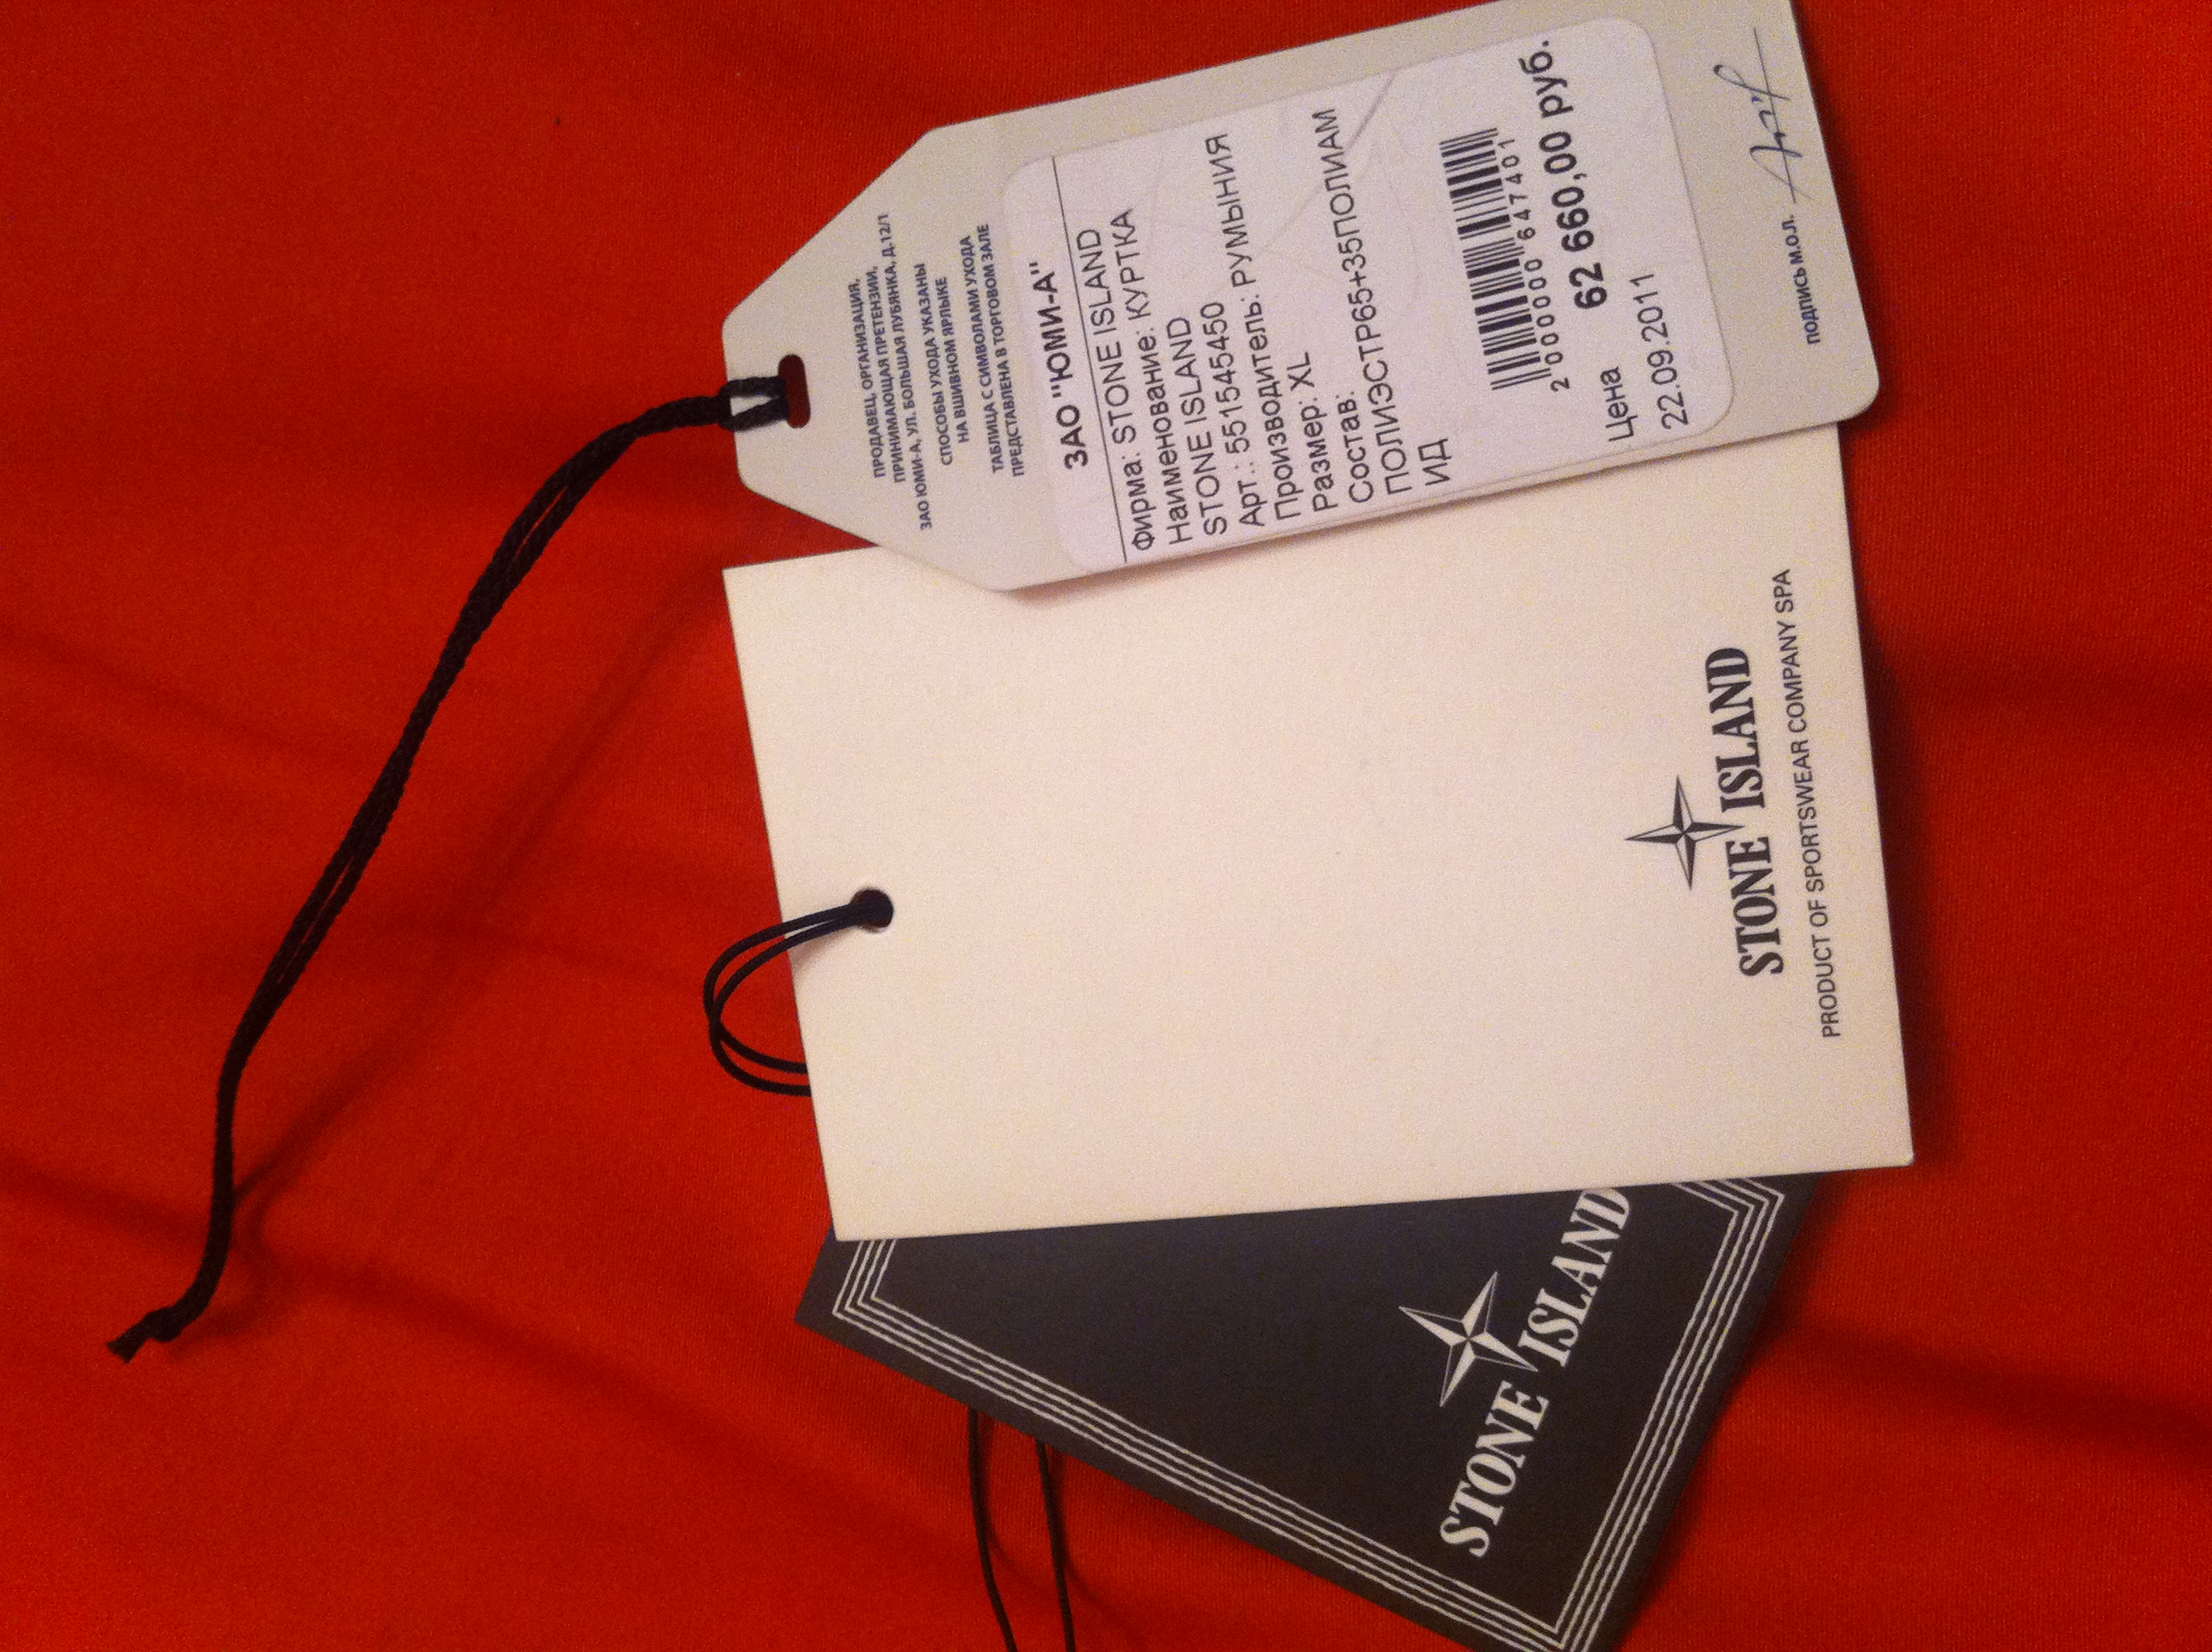 ПРОДАВЕЦ, ОРГАНИЗАЦИЯ,
ПРИНИМАЮЩАЯ ПРЕТЕНЗИИ,
ЗАО ЮМИ-А, УЛ. БОЛЬШАЯ ЛУБЯНКА, Д.12/1
СПОСОБЫ УХОДА УКАЗАНЫ
НА ВШИВНОМ ЯРЛЫКЕ
ТАБЛИЦА С СИМВОЛАМИ УХОДА
ПРЕДСТАВЛЕНА В ТОРГОВОМ ЗАЛЕ
ЗАО "ЮМИ-А"
Фирма: STONE ISLAND
Наименование: КУРТКА
STONE ISLAND
Арт.: 551545450
Производитель: РУМЫНИЯ
Размер: XL
Состав:
ПОЛИЭСТР65+35ПОЛИАМ
ИД
2 000000 647401
Цена 62 660,00 руб.
22.09.2011
ПОДПИСЬ М.О.Л.
STONE ISLAND
PRODUCT OF SPORTSWEAR COMPANY SPA
STONE ISLAND